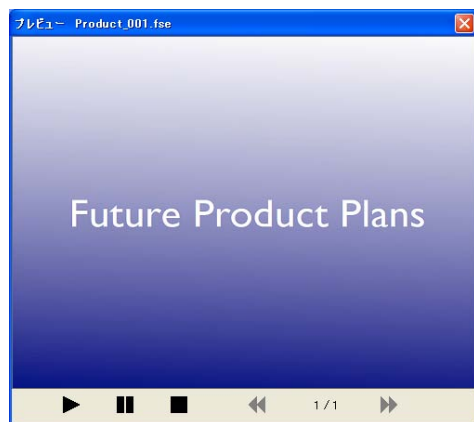 プレビュー Product_001.fse
Future Product Plans
1 / 1